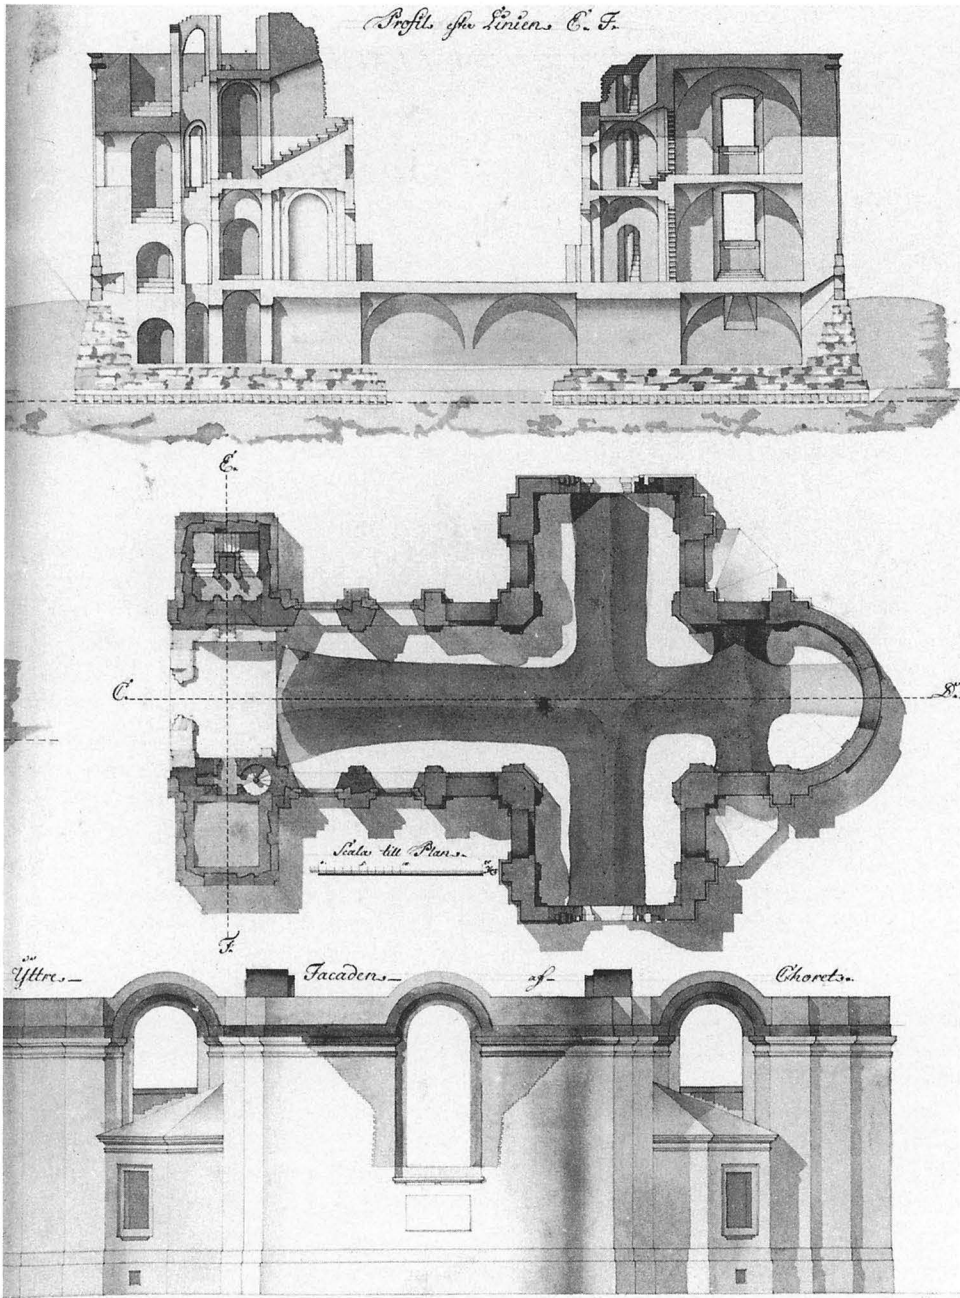 Profil efter Linien E. F.
E.
C. D.
Scala till Plan.
F.
Yttre Facaden af Choret.